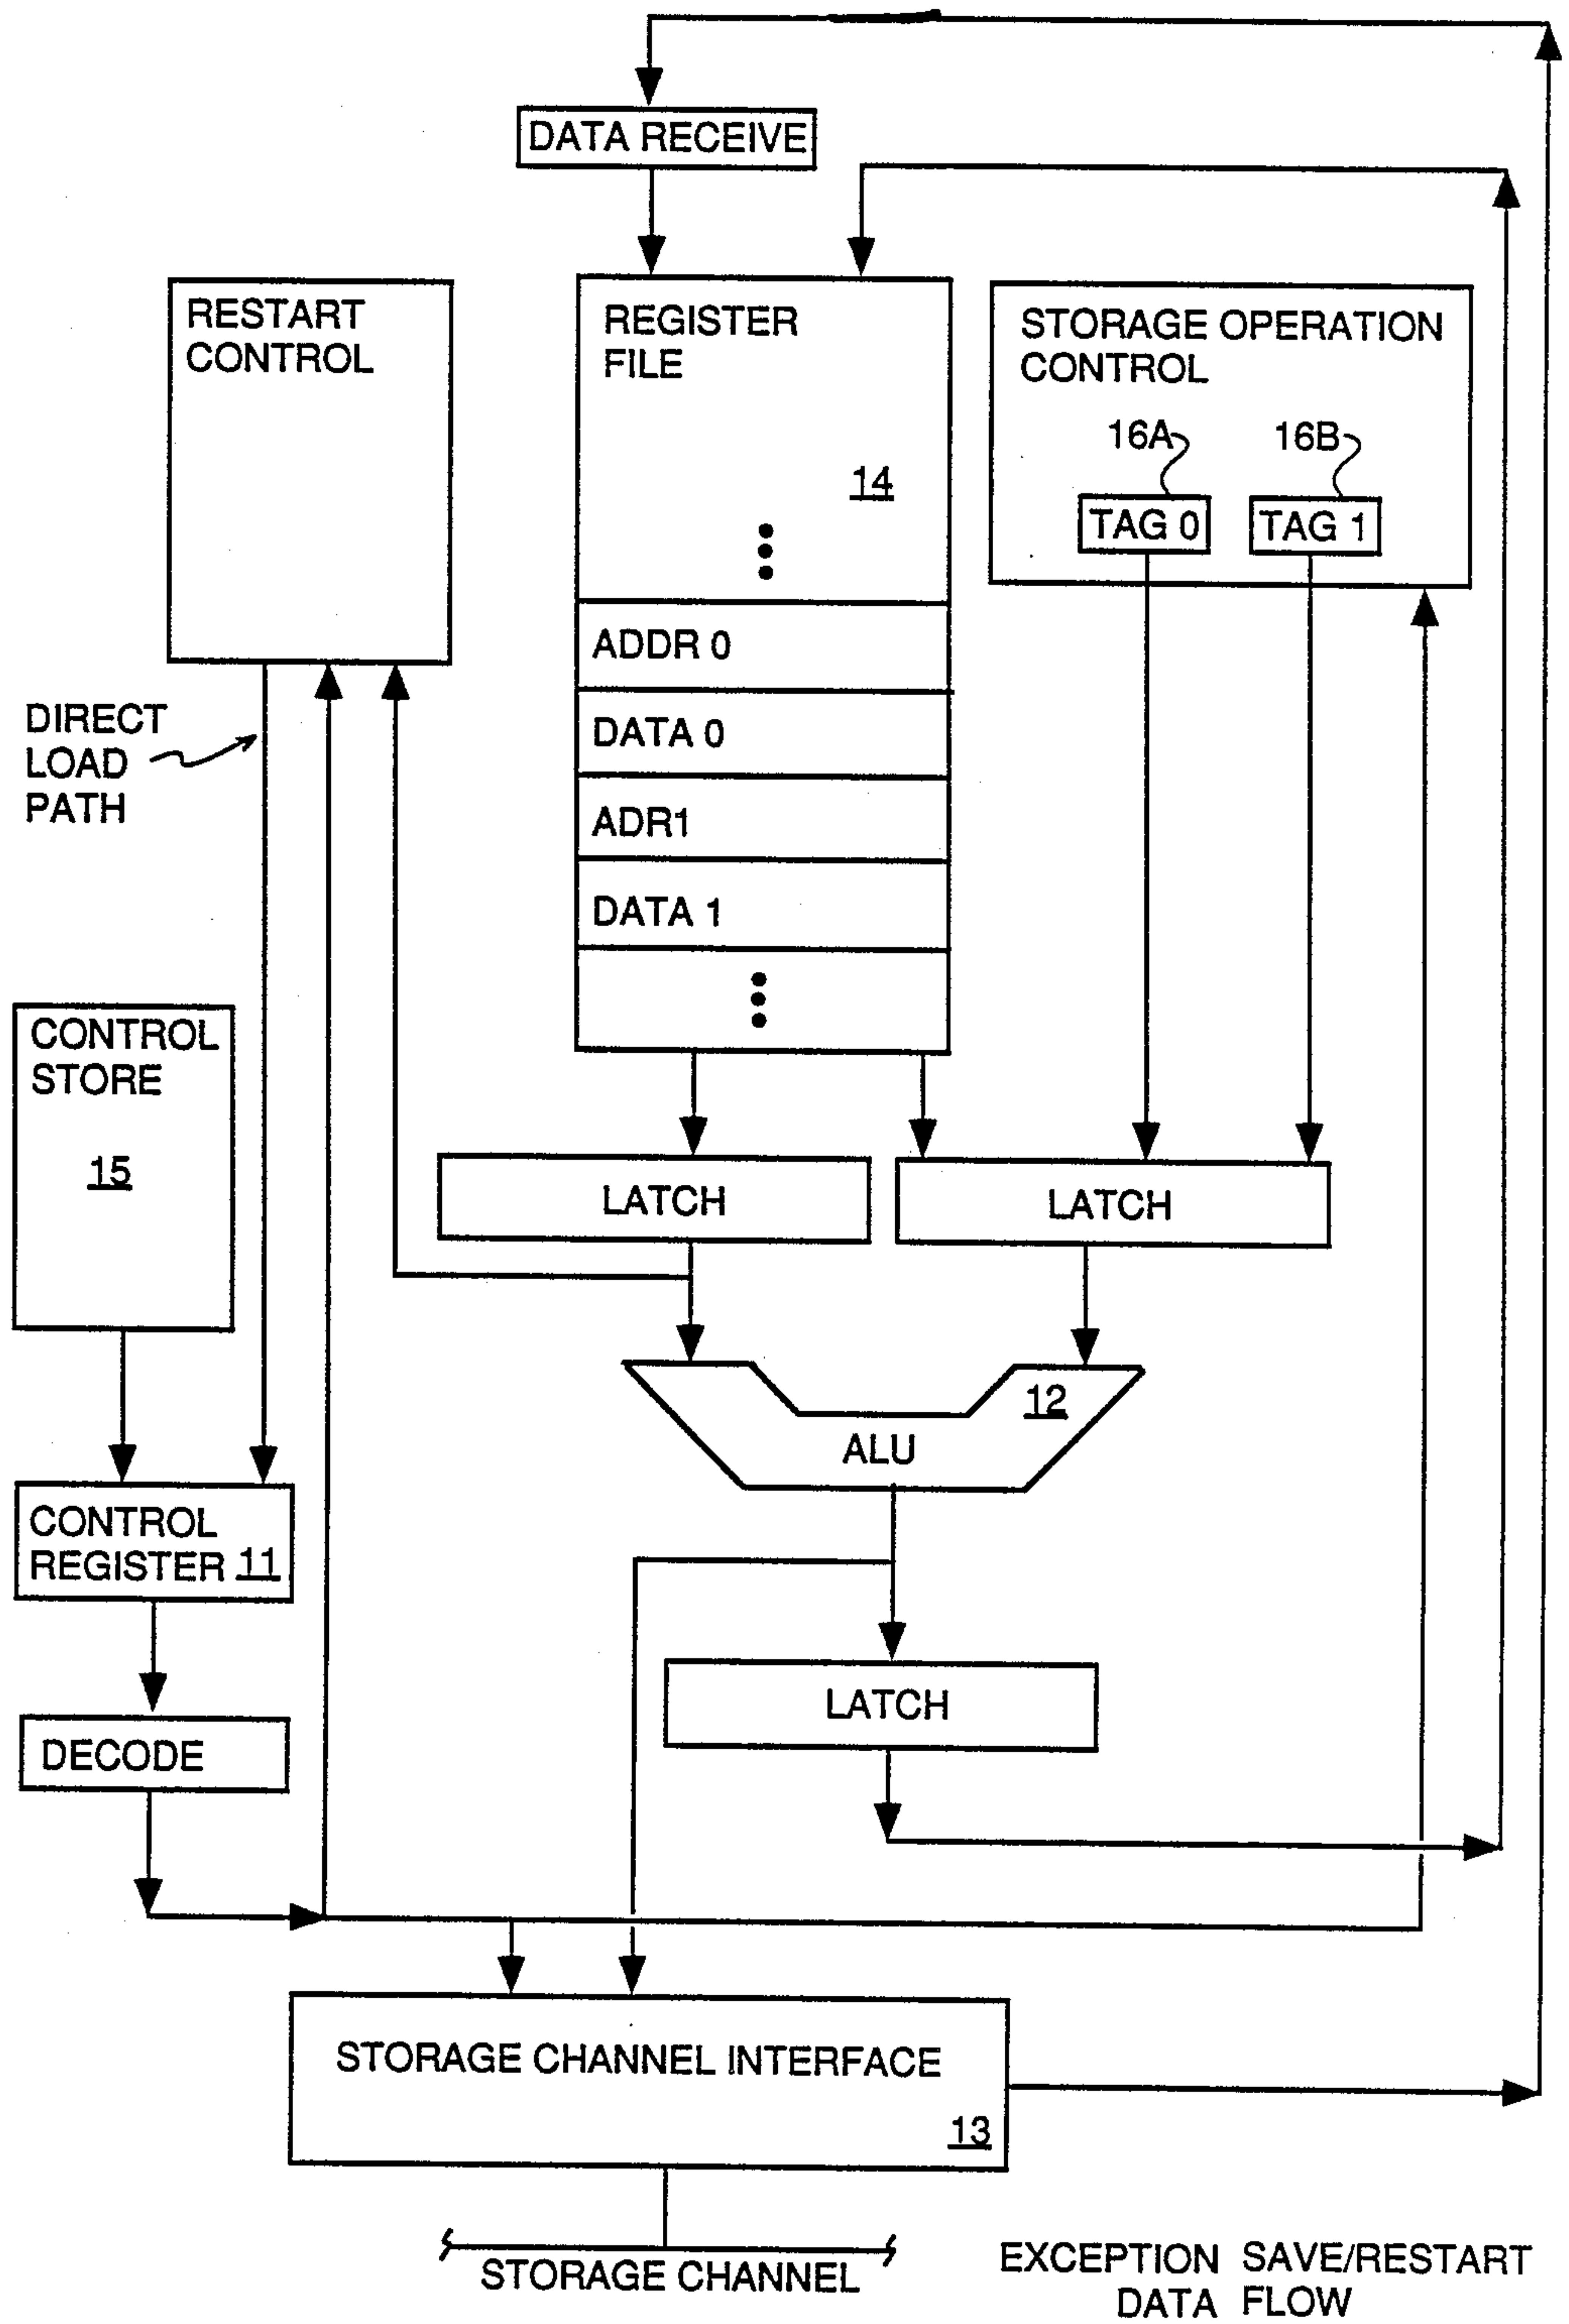 DATA RECEIVE
RESTART
CONTROL
REGISTER
FILE
14
STORAGE OPERATION
CONTROL
16A
16B
TAG 0
TAG 1
ADDR 0
DATA 0
ADR1
DATA 1
DIRECT
LOAD
PATH
CONTROL
STORE
15
LATCH
LATCH
12
ALU
CONTROL
REGISTER 11
LATCH
DECODE
STORAGE CHANNEL INTERFACE
13
STORAGE CHANNEL
EXCEPTION SAVE/RESTART
DATA FLOW